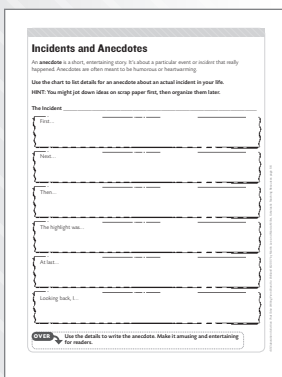 Incidents and Anecdotes
An anecdote is a short, entertaining story. It's about a particular event or incident that really
happened. Anecdotes are often meant to be humorous or heartwarming.
Use the chart to list details for an anecdote about an actual incident in your life.
HINT: You might jot down ideas on scrap paper first, then organize them later.
The Incident
First...
Next...
Then...
The highlight was...
At last...
Looking back, I...
OVER Use the details to write the anecdote. Make it amazing and entertaining
for readers.